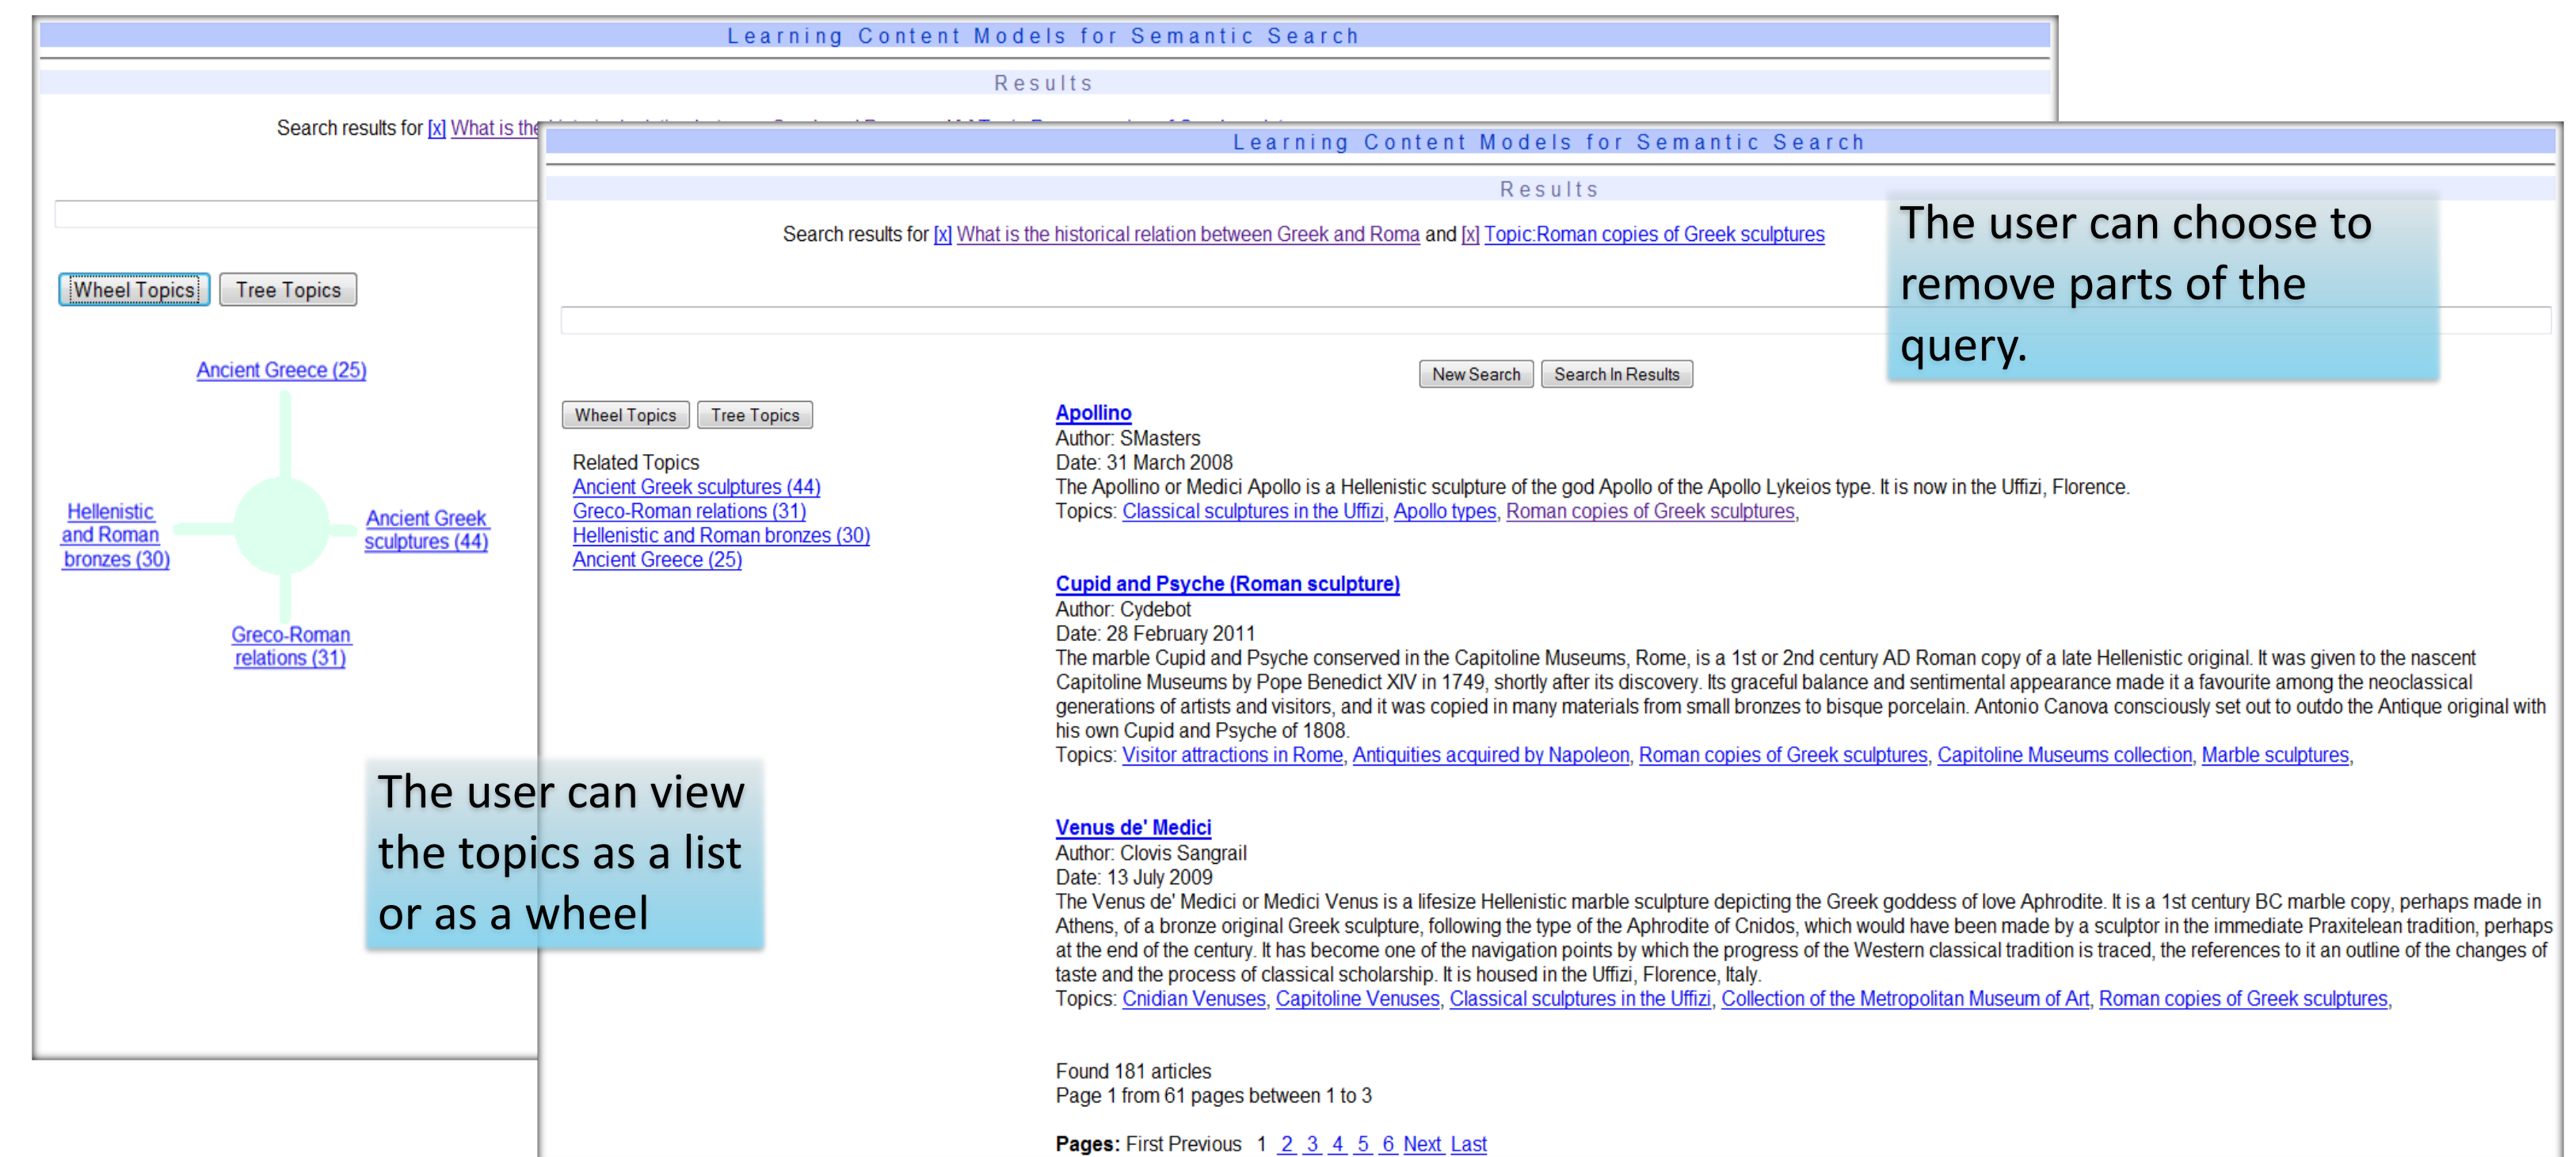 Learning Content Models for Semantic Search
Results
Search results for [x] What is the
Wheel Topics Tree Topics
Ancient Greece (25)
Hellenistic
and Roman
bronzes (30)
Ancient Greek
sculptures (44)
Greco-Roman
relations (31)
The user can view
the topics as a list
or as a wheel
Learning Content Models for Semantic Search
Results
Search results for [x] What is the historical relation between Greek and Roma and [x] Topic:Roman copies of Greek sculptures
The user can choose to
remove parts of the
query.
New Search Search In Results
Wheel Topics Tree Topics
Related Topics
Ancient Greek sculptures (44)
Greco-Roman relations (31)
Hellenistic and Roman bronzes (30)
Ancient Greece (25)
Apollino
Author: SMasters
Date: 31 March 2008
The Apollino or Medici Apollo is a Hellenistic sculpture of the god Apollo of the Apollo Lykeios type. It is now in the Uffizi, Florence.
Topics: Classical sculptures in the Uffizi, Apollo types, Roman copies of Greek sculptures,
Cupid and Psyche (Roman sculpture)
Author: Cydebot
Date: 28 February 2011
The marble Cupid and Psyche conserved in the Capitoline Museums, Rome, is a 1st or 2nd century AD Roman copy of a late Hellenistic original. It was given to the nascent
Capitoline Museums by Pope Benedict XIV in 1749, shortly after its discovery. Its graceful balance and sentimental appearance made it a favourite among the neoclassical
generations of artists and visitors, and it was copied in many materials from small bronzes to bisque porcelain. Antonio Canova consciously set out to outdo the Antique original with
his own Cupid and Psyche of 1808.
Topics: Visitor attractions in Rome, Antiquities acquired by Napoleon, Roman copies of Greek sculptures, Capitoline Museums collection, Marble sculptures,
Venus de' Medici
Author: Clovis Sangrail
Date: 13 July 2009
The Venus de' Medici or Medici Venus is a lifesize Hellenistic marble sculpture depicting the Greek goddess of love Aphrodite. It is a 1st century BC marble copy, perhaps made in
Athens, of a bronze original Greek sculpture, following the type of the Aphrodite of Cnidos, which would have been made by a sculptor in the immediate Praxitelean tradition, perhaps
at the end of the century. It has become one of the navigation points by which the progress of the Western classical tradition is traced, the references to it an outline of the changes of
taste and the process of classical scholarship. It is housed in the Uffizi, Florence, Italy.
Topics: Cnidian Venuses, Capitoline Venuses, Classical sculptures in the Uffizi, Collection of the Metropolitan Museum of Art, Roman copies of Greek sculptures,
Found 181 articles
Page 1 from 61 pages between 1 to 3
Pages: First Previous 1 2 3 4 5 6 Next Last